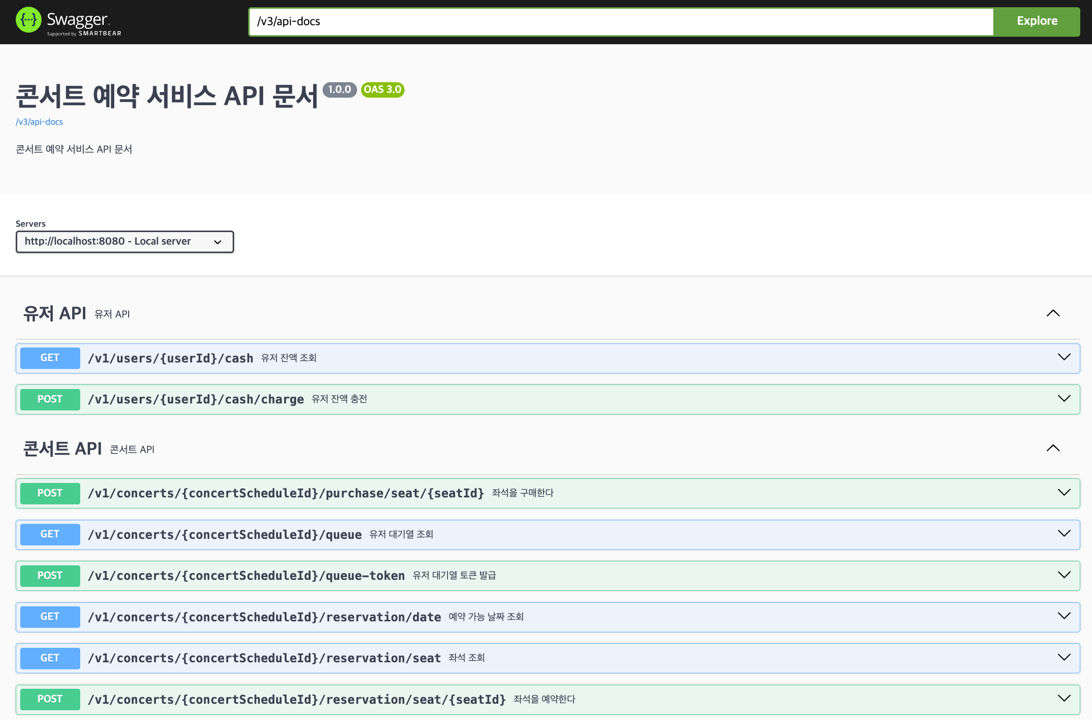 Swagger.
Supported by SMARTBEAR
/v3/api-docs
Explore
콘서트 예약 서비스 API 문서 1.0.0 OAS 3.0
/v3/api-docs
콘서트 예약 서비스 API 문서
Servers
http://localhost:8080 - Local server
유저 API 유저 API
GET /v1/users/{userId}/cash 유저 잔액 조회
POST /v1/users/{userId}/cash/charge 유저 잔액 충전
콘서트 API 콘서트 API
POST /v1/concerts/{concertScheduleId}/purchase/seat/{seatId} 좌석을 구매한다
GET /v1/concerts/{concertScheduleId}/queue 유저 대기열 조회
POST /v1/concerts/{concertScheduleId}/queue-token 유저 대기열 토큰 발급
GET /v1/concerts/{concertScheduleId}/reservation/date 예약 가능 날짜 조회
GET /v1/concerts/{concertScheduleId}/reservation/seat 좌석 조회
POST /v1/concerts/{concertScheduleId}/reservation/seat/{seatId} 좌석을 예약한다